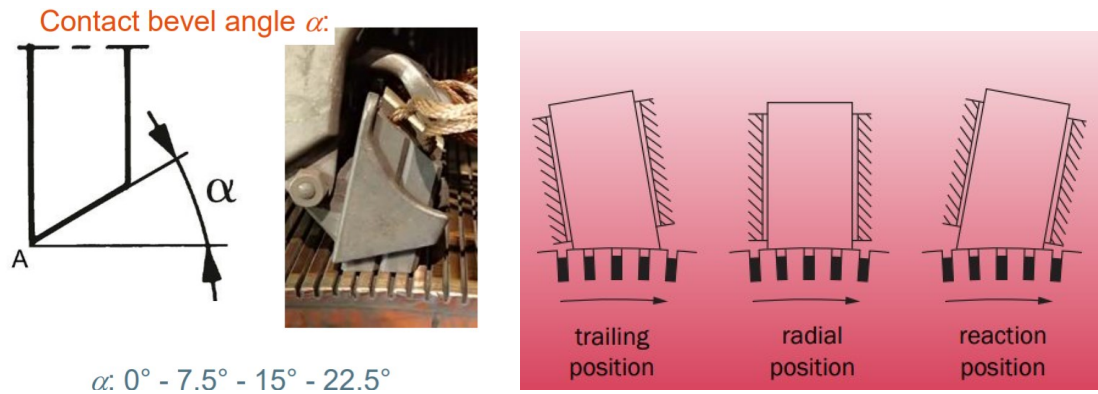 Contact bevel angle α:
α
A
α: 0° - 7.5° - 15° - 22.5°
trailing
position
radial
position
reaction
position